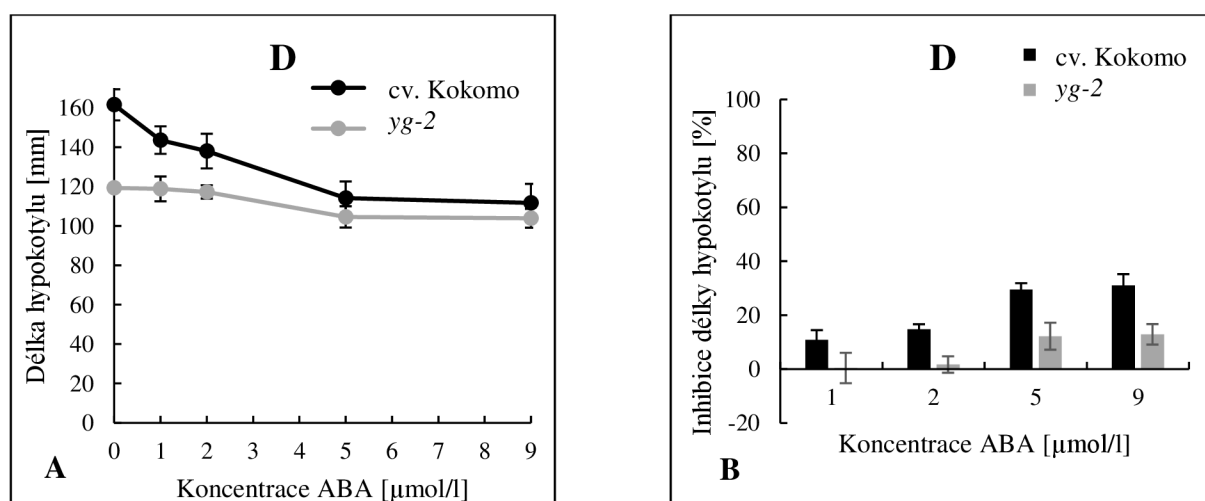 D
cv. Kokomo
yg-2
Délka hypokotylu [mm]
160
140
120
100
80
60
40
20
0
0 1 2 3 4 5 6 7 8 9
Koncentrace ABA [µmol/l]
A
D
cv. Kokomo
yg-2
Inhibice délky hypokotylu [%]
100
80
60
40
20
0
-20
1 2 5 9
Koncentrace ABA [µmol/l]
B